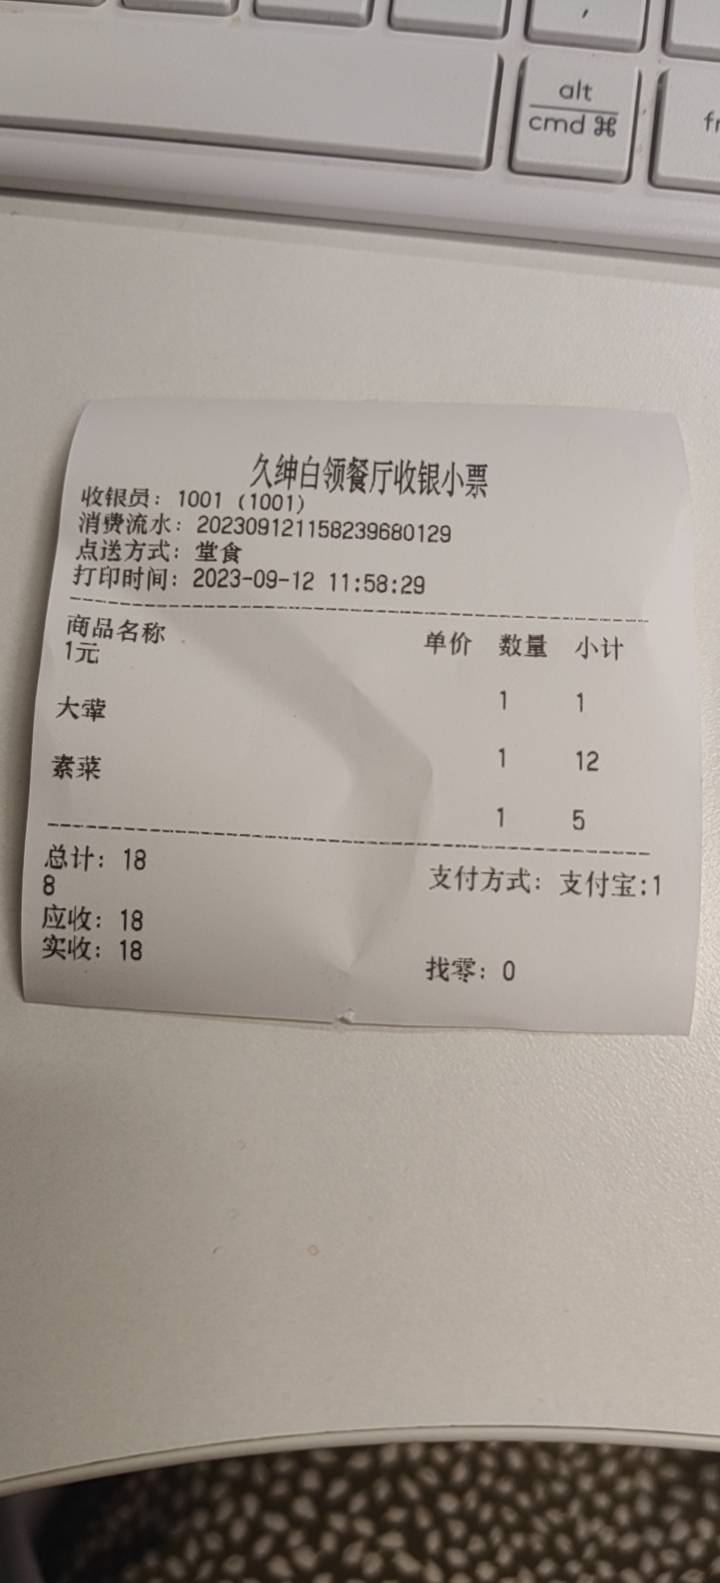 ,
alt
cmd ⌘
久绅白领餐厅收银小票
收银员：1001 (1001)
消费流水：202309121158239680129
点送方式：堂食
打印时间：2023-09-12 11:58:29
商品名称 单价 数量 小计
1元
1 1
大荤
1 12
素菜
1 5
总计：18 支付方式：支付宝:1
8
应收：18
实收：18 找零：0